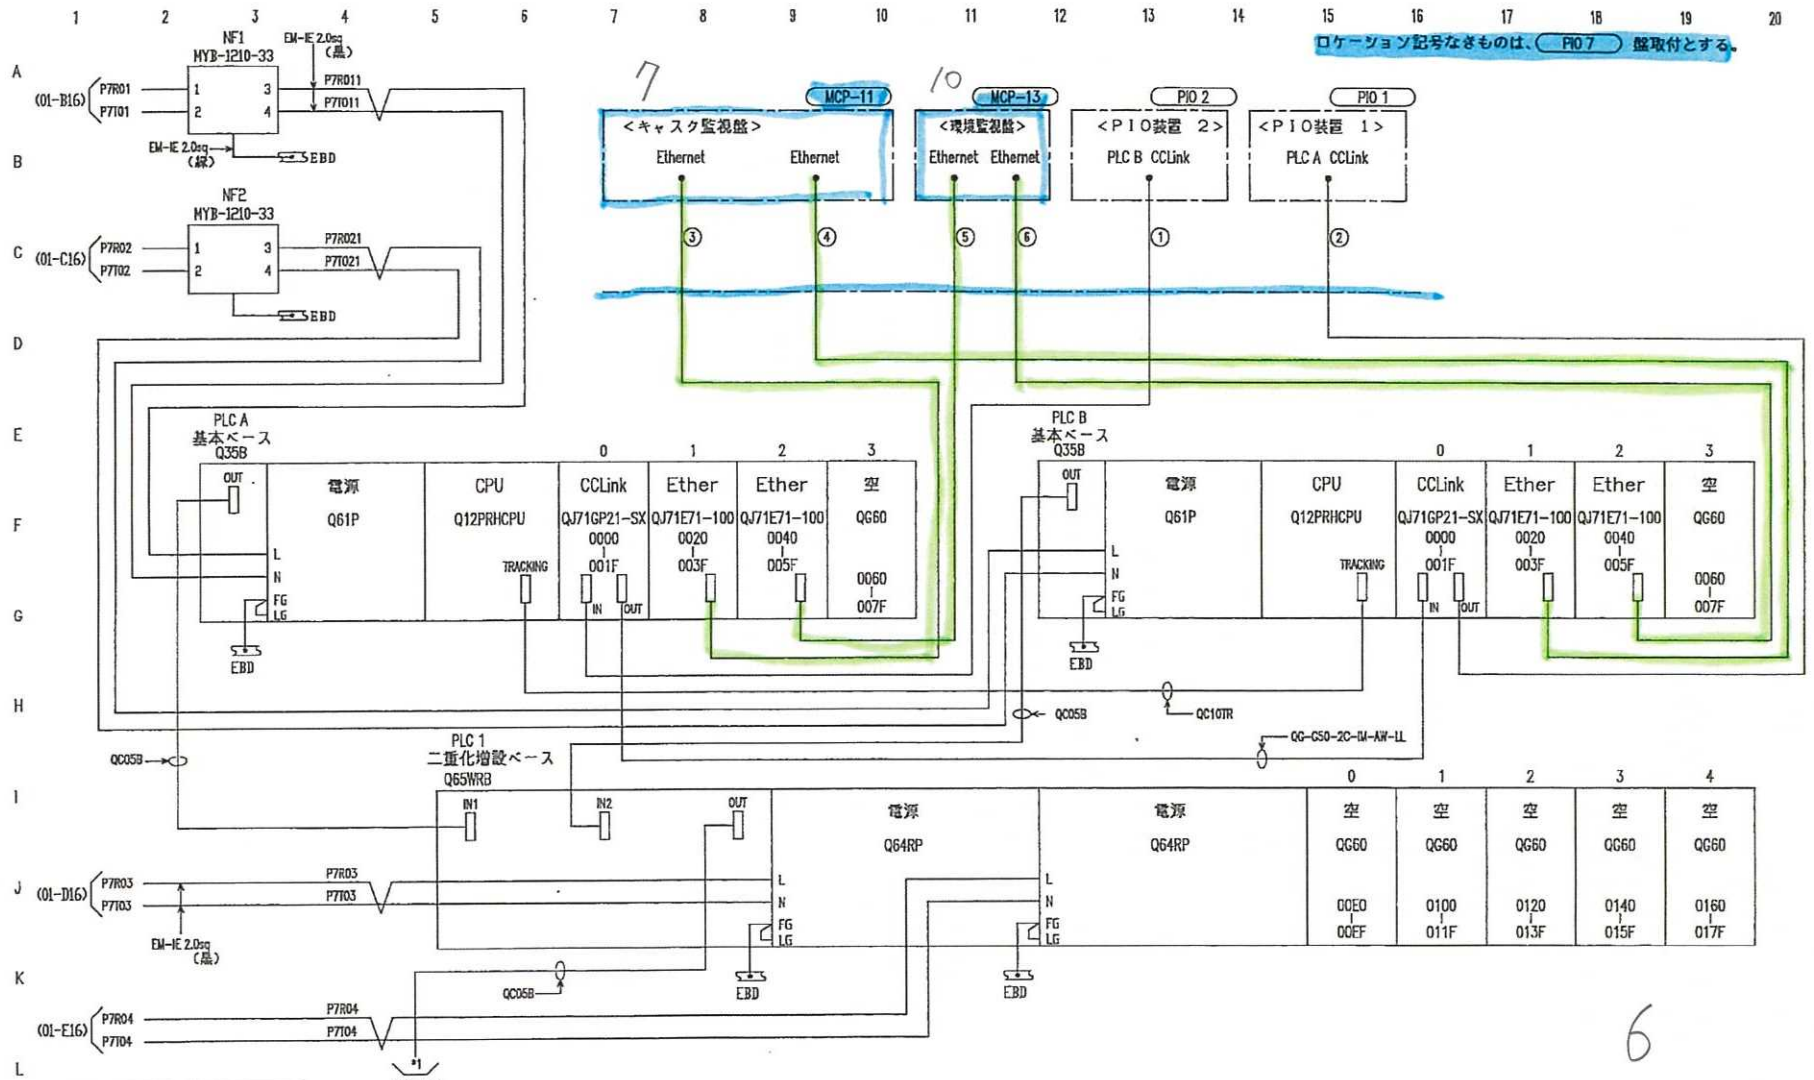 1 2 3 4 5 6 7 8 9 10 11 12 13 14 15 16 17 18 19 20
ロケーション記号なきものは、 PIO 7 盤取付とする。
A
NF1
MYB-1210-33
EM-IE 2.0sq
(黒)
(01-B16)
P7R01 1 3 P7R011
P7T01 2 4 P7T011
EM-IE 2.0sq
(緑)
EBD
7
10
MCP-11
MCP-13
PIO 2
PIO 1
B
<キャスク監視盤>
<環境監視盤>
<PIO装置 2>
<PIO装置 1>
Ethernet Ethernet
Ethernet Ethernet
PLC B CCLink
PLC A CCLink
③ ④ ⑤ ⑥ ① ②
C
NF2
MYB-1210-33
(01-C16)
P7R02 1 3 P7R021
P7T02 2 4 P7T021
EBD
D
E
PLC A
基本ベース
Q35B
0 1 2 3
PLC B
基本ベース
Q35B
0 1 2 3
F
OUT
電源
Q61P
CPU
Q12PRHCPU
CCLink
QJ71GP21-SX
0000
001F
Ether
QJ71E71-100
0020
003F
Ether
QJ71E71-100
0040
005F
空
QG60
0060
007F
L
N
FG
LG
TRACKING
IN
OUT
EBD
OUT
電源
Q61P
CPU
Q12PRHCPU
CCLink
QJ71GP21-SX
0000
001F
Ether
QJ71E71-100
0020
003F
Ether
QJ71E71-100
0040
005F
空
QG60
0060
007F
L
N
FG
LG
TRACKING
IN
OUT
EBD
G
H
QC05B
QC10TR
QG-G50-2C-1M-AW-LL
QC05B
PLC 1
二重化増設ベース
Q65WRB
I
IN1
IN2
OUT
電源
Q64RP
電源
Q64RP
0 1 2 3 4
空 空 空 空 空
QG60 QG60 QG60 QG60 QG60
00E0 0100 0120 0140 0160
00EF 011F 013F 015F 017F
J
(01-D16)
P7R03 P7R03
P7T03 P7T03
EM-IE 2.0sq
(黒)
L
N
FG
LG
EBD
L
N
FG
LG
EBD
K
QC05B
(01-E16)
P7R04 P7R04
P7T04 P7T04
*1
6
L